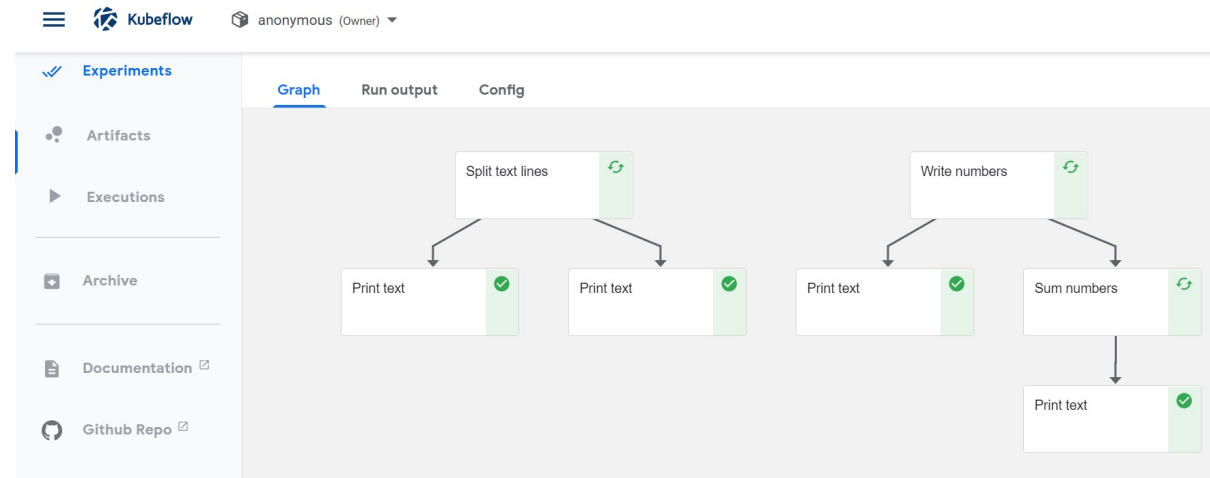 Kubeflow
anonymous (Owner)
Experiments
Graph Run output Config
Artifacts
Split text lines
Write numbers
Executions
Archive
Print text
Print text
Print text
Sum numbers
Documentation
Github Repo
Print text